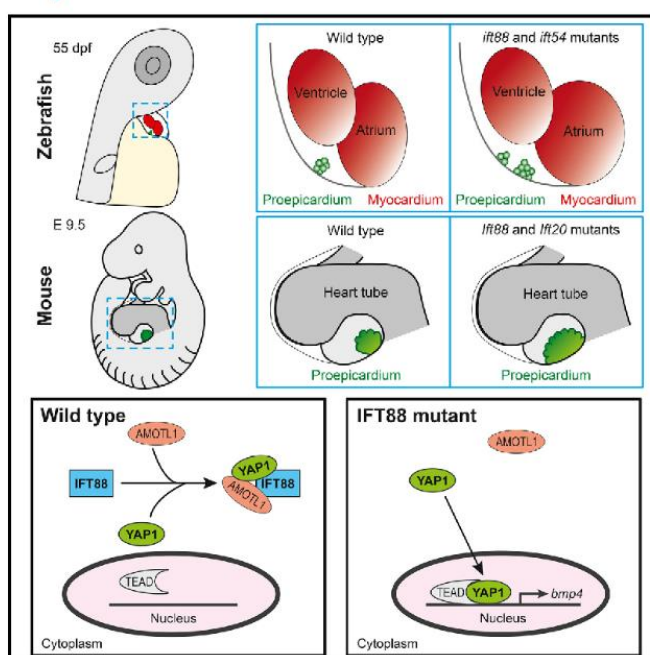 Zebrafish
55 dpf
Wild type
ift88 and ift54 mutants
Ventricle
Atrium
Proepicardium
Myocardium
Ventricle
Atrium
Proepicardium
Myocardium
Mouse
E 9.5
Wild type
Ift88 and Ift20 mutants
Heart tube
Proepicardium
Heart tube
Proepicardium
Wild type
AMOTL1
IFT88
YAP1
YAP1
AMOTL1
IFT88
TEAD
Nucleus
Cytoplasm
IFT88 mutant
AMOTL1
YAP1
TEAD
YAP1
bmp4
Nucleus
Cytoplasm